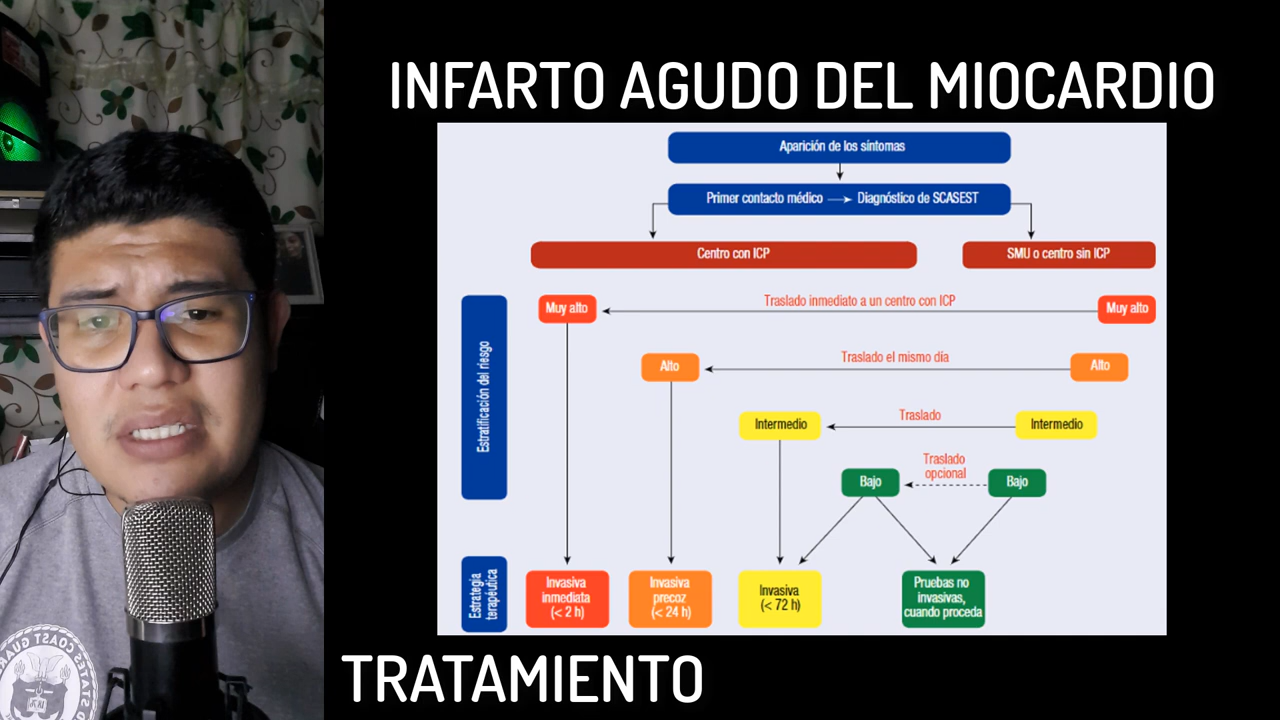 INFARTO AGUDO DEL MIOCARDIO
Aparición de los síntomas
Primer contacto médico → Diagnóstico de SCASEST
Centro con ICP
SMU o centro sin ICP
Estratificación del riesgo
Muy alto
Traslado inmediato a un centro con ICP
Muy alto
Alto
Traslado el mismo día
Alto
Intermedio
Traslado
Intermedio
Bajo
Traslado
opcional
Bajo
Estrategia
terapéutica
Invasiva
inmediata
(< 2 h)
Invasiva
precoz
(< 24 h)
Invasiva
(< 72 h)
Pruebas no
invasivas,
cuando proceda
TRATAMIENTO